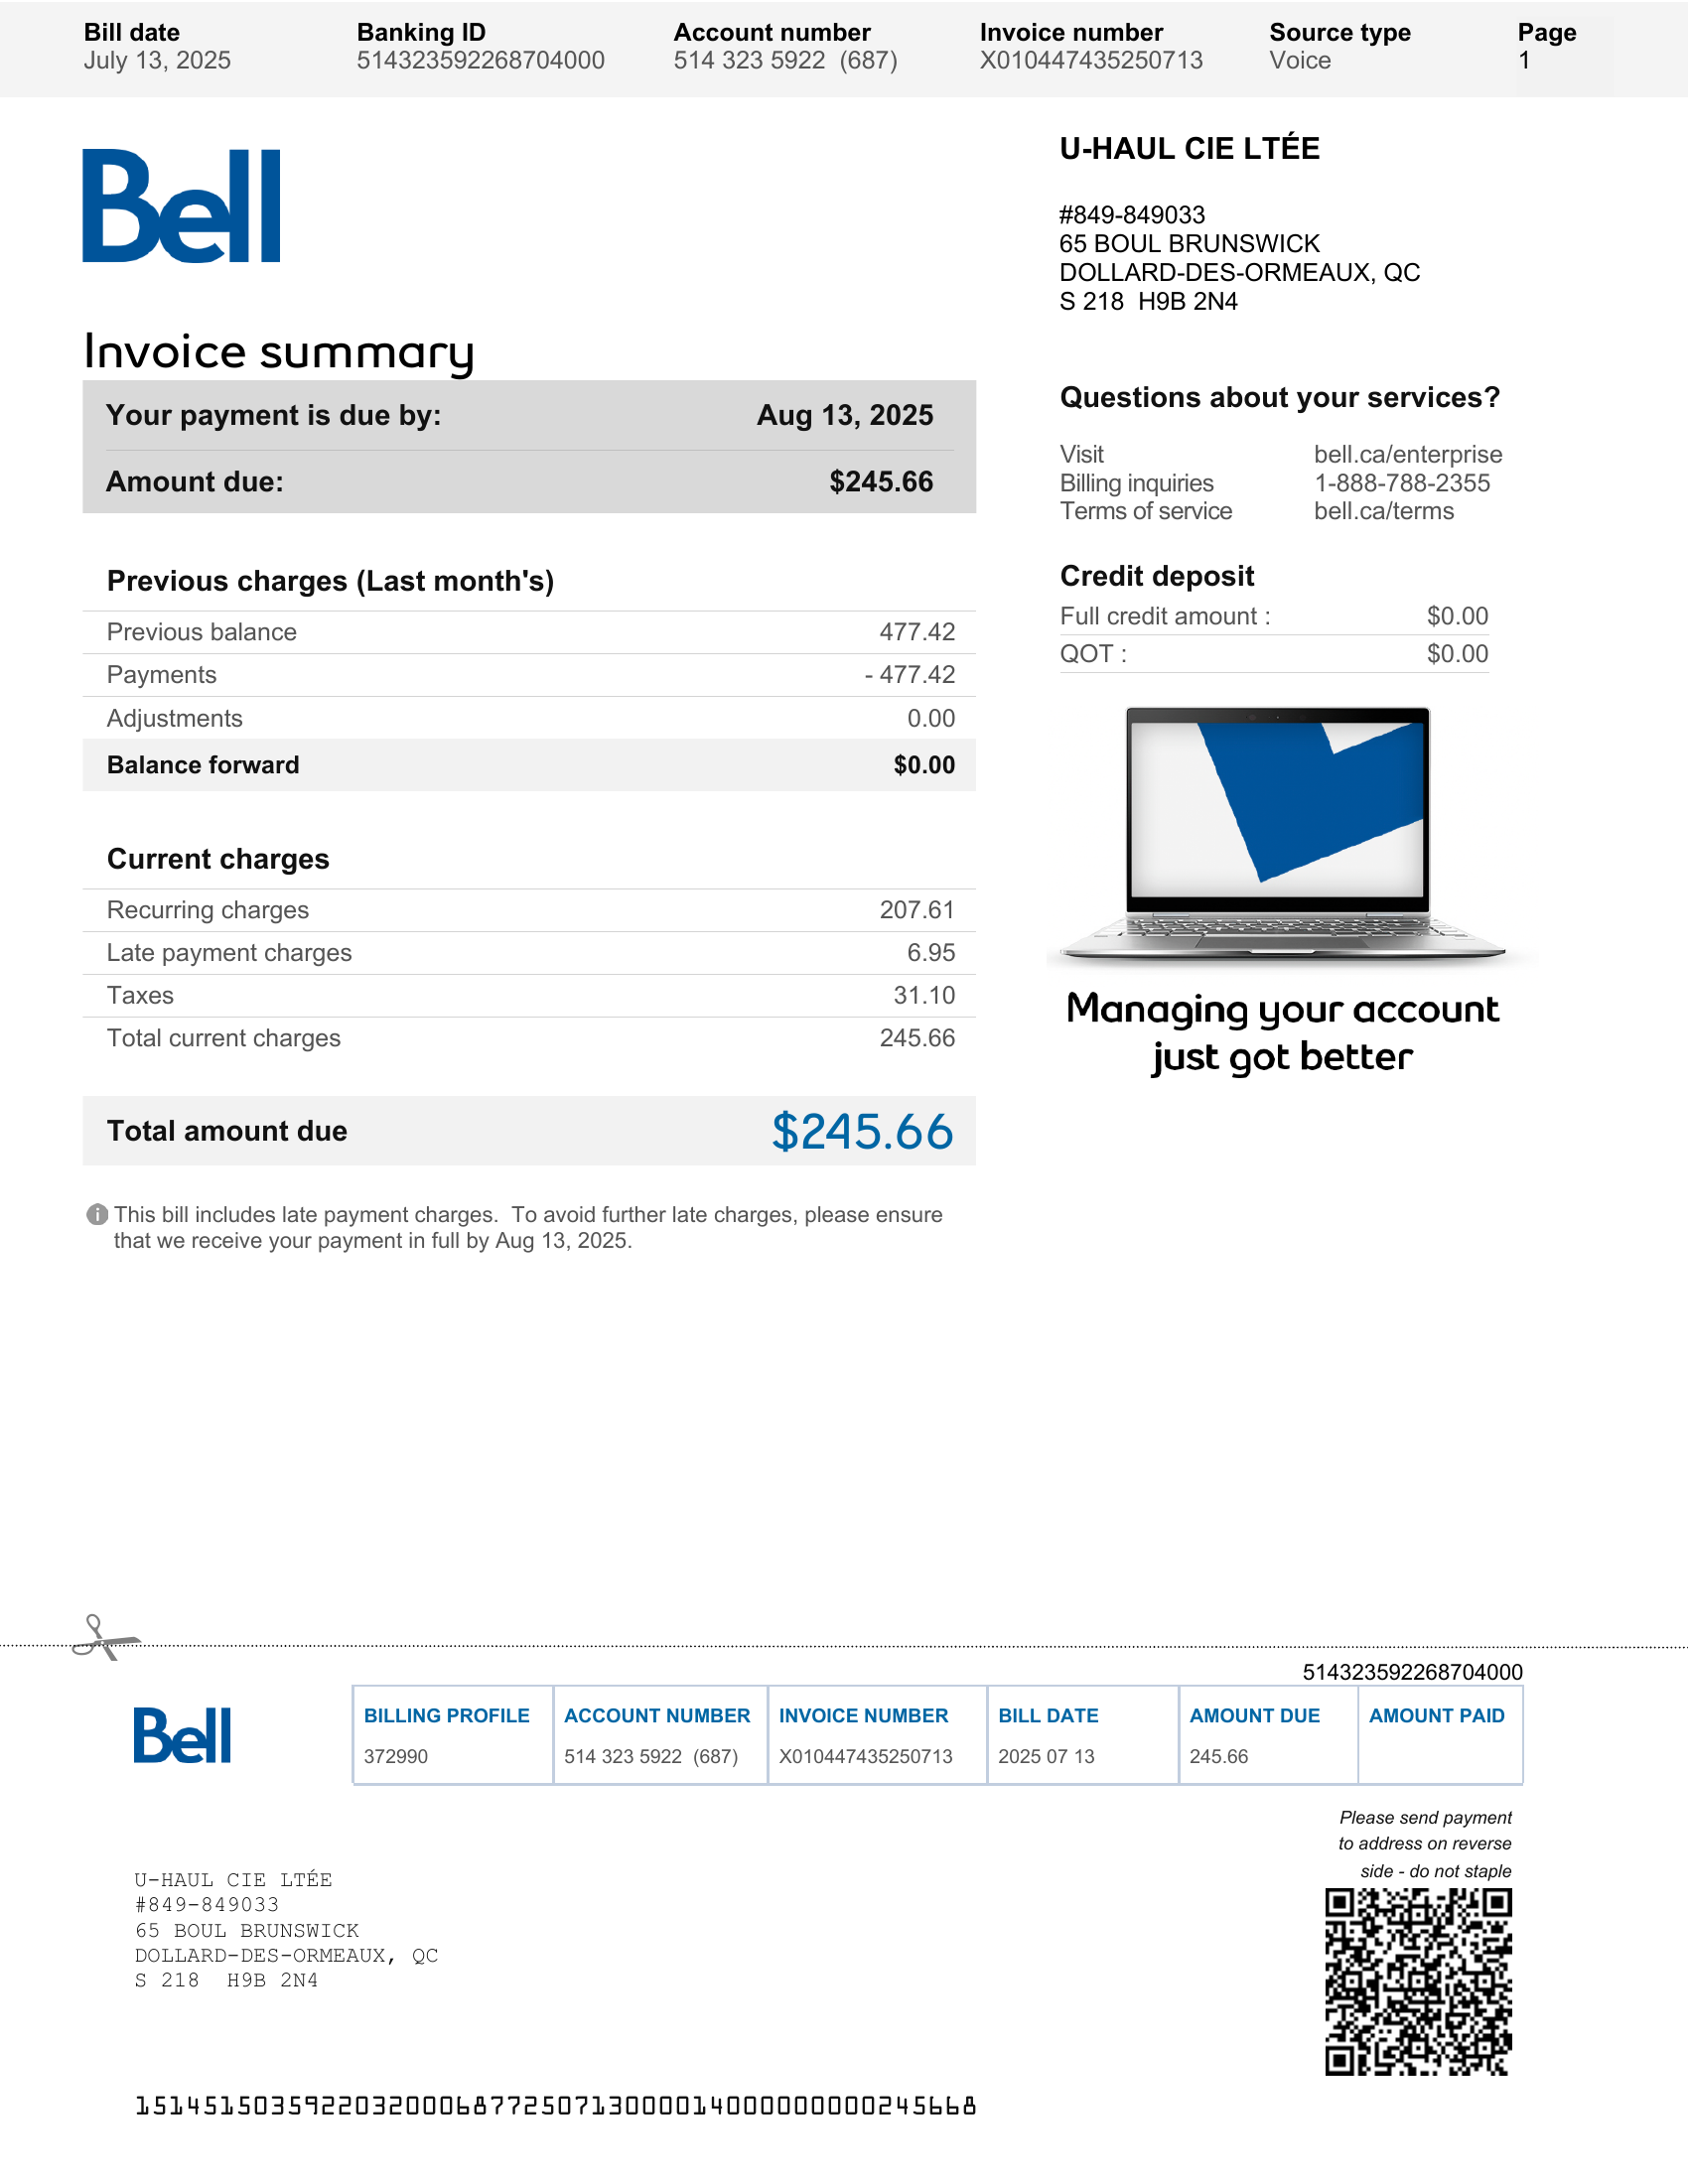 Bill date Banking ID Account number Invoice number Source type Page
July 13, 2025 514323592268704000 514 323 5922 (687) X010447435250713 Voice 1
Bell
U-HAUL CIE LTÉE
#849-849033
65 BOUL BRUNSWICK
DOLLARD-DES-ORMEAUX, QC
S 218 H9B 2N4
Invoice summary
Your payment is due by: Aug 13, 2025
Amount due: $245.66
Previous charges (Last month's)
Previous balance 477.42
Payments - 477.42
Adjustments 0.00
Balance forward $0.00
Current charges
Recurring charges 207.61
Late payment charges 6.95
Taxes 31.10
Total current charges 245.66
Total amount due $245.66
This bill includes late payment charges. To avoid further late charges, please ensure
that we receive your payment in full by Aug 13, 2025.
Questions about your services?
Visit bell.ca/enterprise
Billing inquiries 1-888-788-2355
Terms of service bell.ca/terms
Credit deposit
Full credit amount : $0.00
QOT : $0.00
Managing your account
just got better
514323592268704000
Bell
BILLING PROFILE ACCOUNT NUMBER INVOICE NUMBER BILL DATE AMOUNT DUE AMOUNT PAID
372990 514 323 5922 (687) X010447435250713 2025 07 13 245.66
Please send payment
to address on reverse
side - do not staple
U-HAUL CIE LTÉE
#849-849033
65 BOUL BRUNSWICK
DOLLARD-DES-ORMEAUX, QC
S 218 H9B 2N4
1514515035922032000687725071300001400000000245668